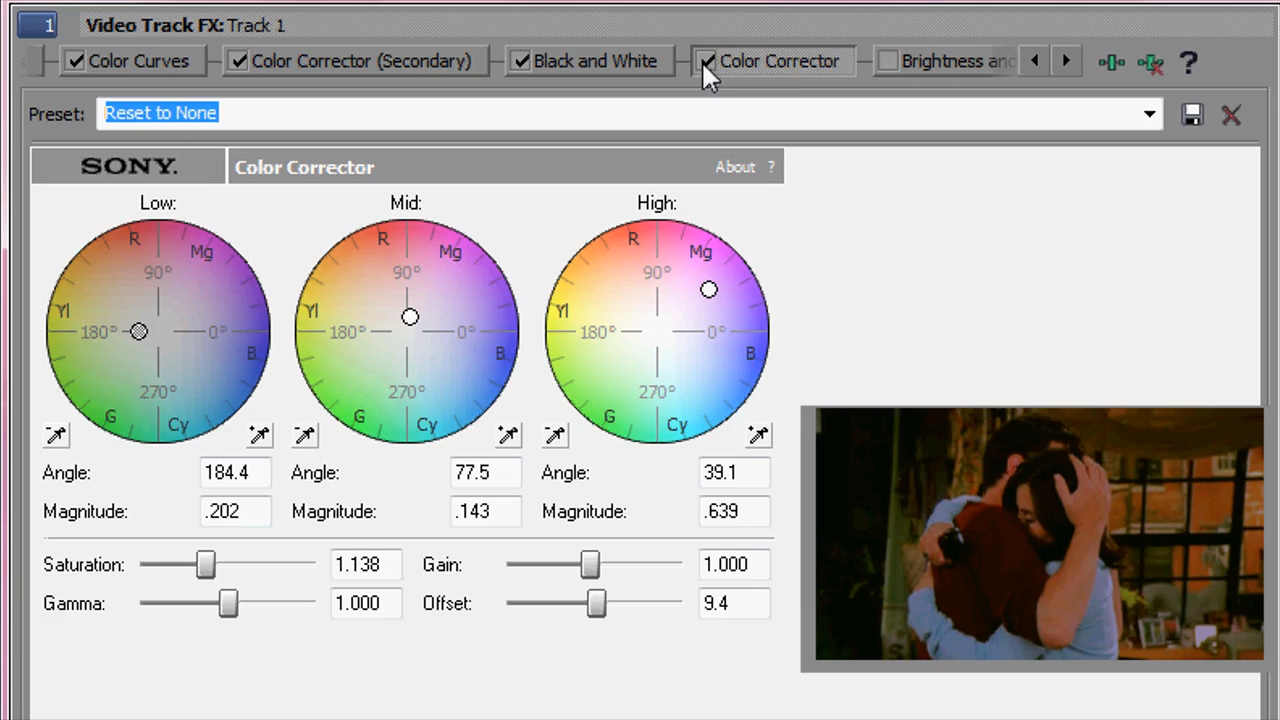 1 Video Track FX: Track 1
Color Curves Color Corrector (Secondary) Black and White Color Corrector Brightness and ?
Preset: Reset to None
SONY. Color Corrector About ?
Low: Mid: High:
R Mg R Mg R Mg
90° 90° 90°
Yl 180° 0° Yl 180° 0° Yl 180° 0°
B B B
270° 270° 270°
G Cy G Cy G Cy
Angle: 184.4 Angle: 77.5 Angle: 39.1
Magnitude: .202 Magnitude: .143 Magnitude: .639
Saturation: 1.138 Gain: 1.000
Gamma: 1.000 Offset: 9.4